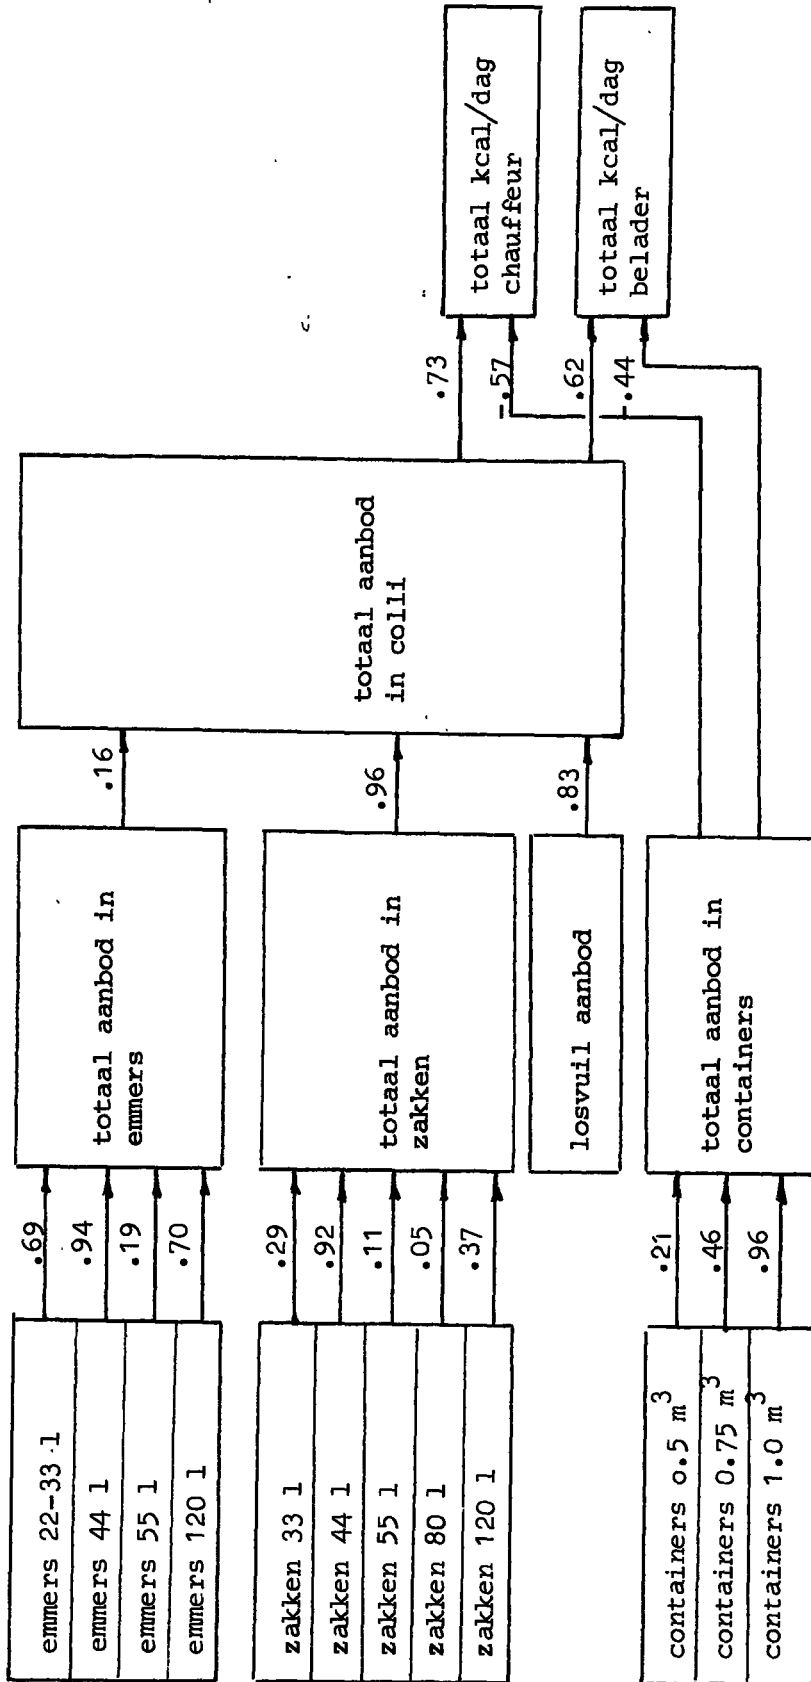 emmers 22-33 l
emmers 44 l
emmers 55 l
emmers 120 l
.69
.94
.19
.70
totaal aanbod in
emmers
.16
zakken 33 l
zakken 44 l
zakken 55 l
zakken 80 l
zakken 120 l
.29
.92
.11
.05
.37
totaal aanbod in
zakken
.96
losvuil aanbod
.83
containers 0.5 m³
containers 0.75 m³
containers 1.0 m³
.21
.46
.96
totaal aanbod in
containers
totaal aanbod
in colli
.73
-.57
.62
-.44
totaal kcal/dag
chauffeur
totaal kcal/dag
belader